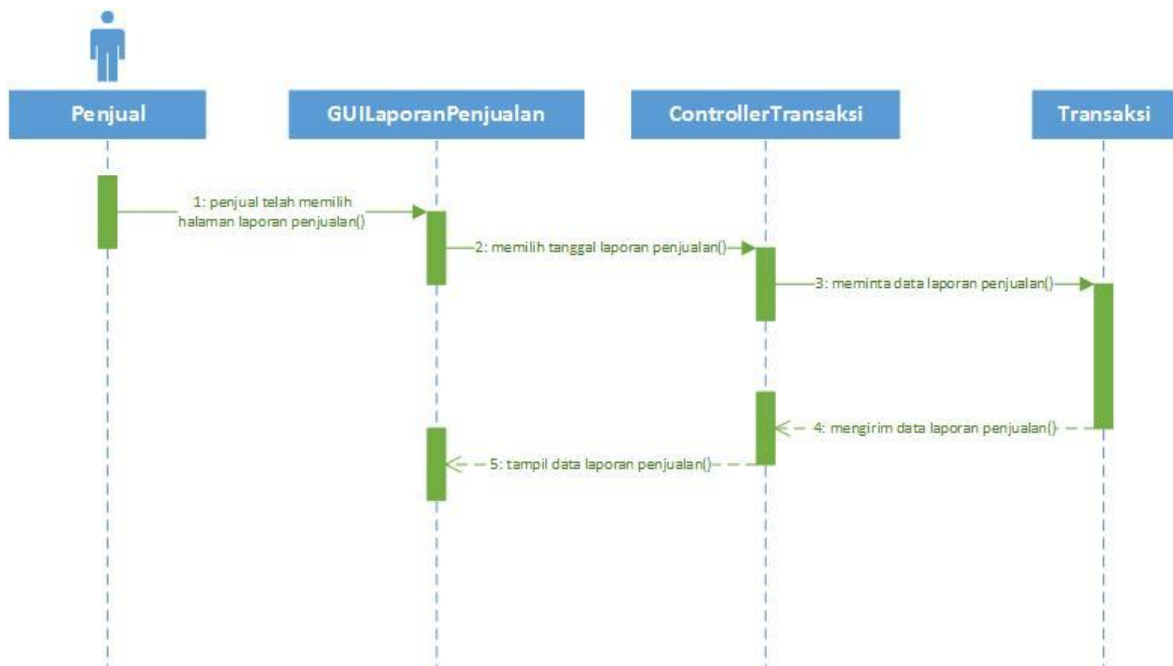 Penjual
GUILaporanPenjualan
ControllerTransaksi
Transaksi
1: penjual telah memilih
halaman laporan penjualan()
2: memilih tanggal laporan penjualan()
3: meminta data laporan penjualan()
4: mengirim data laporan penjualan()
5: tampil data laporan penjualan()